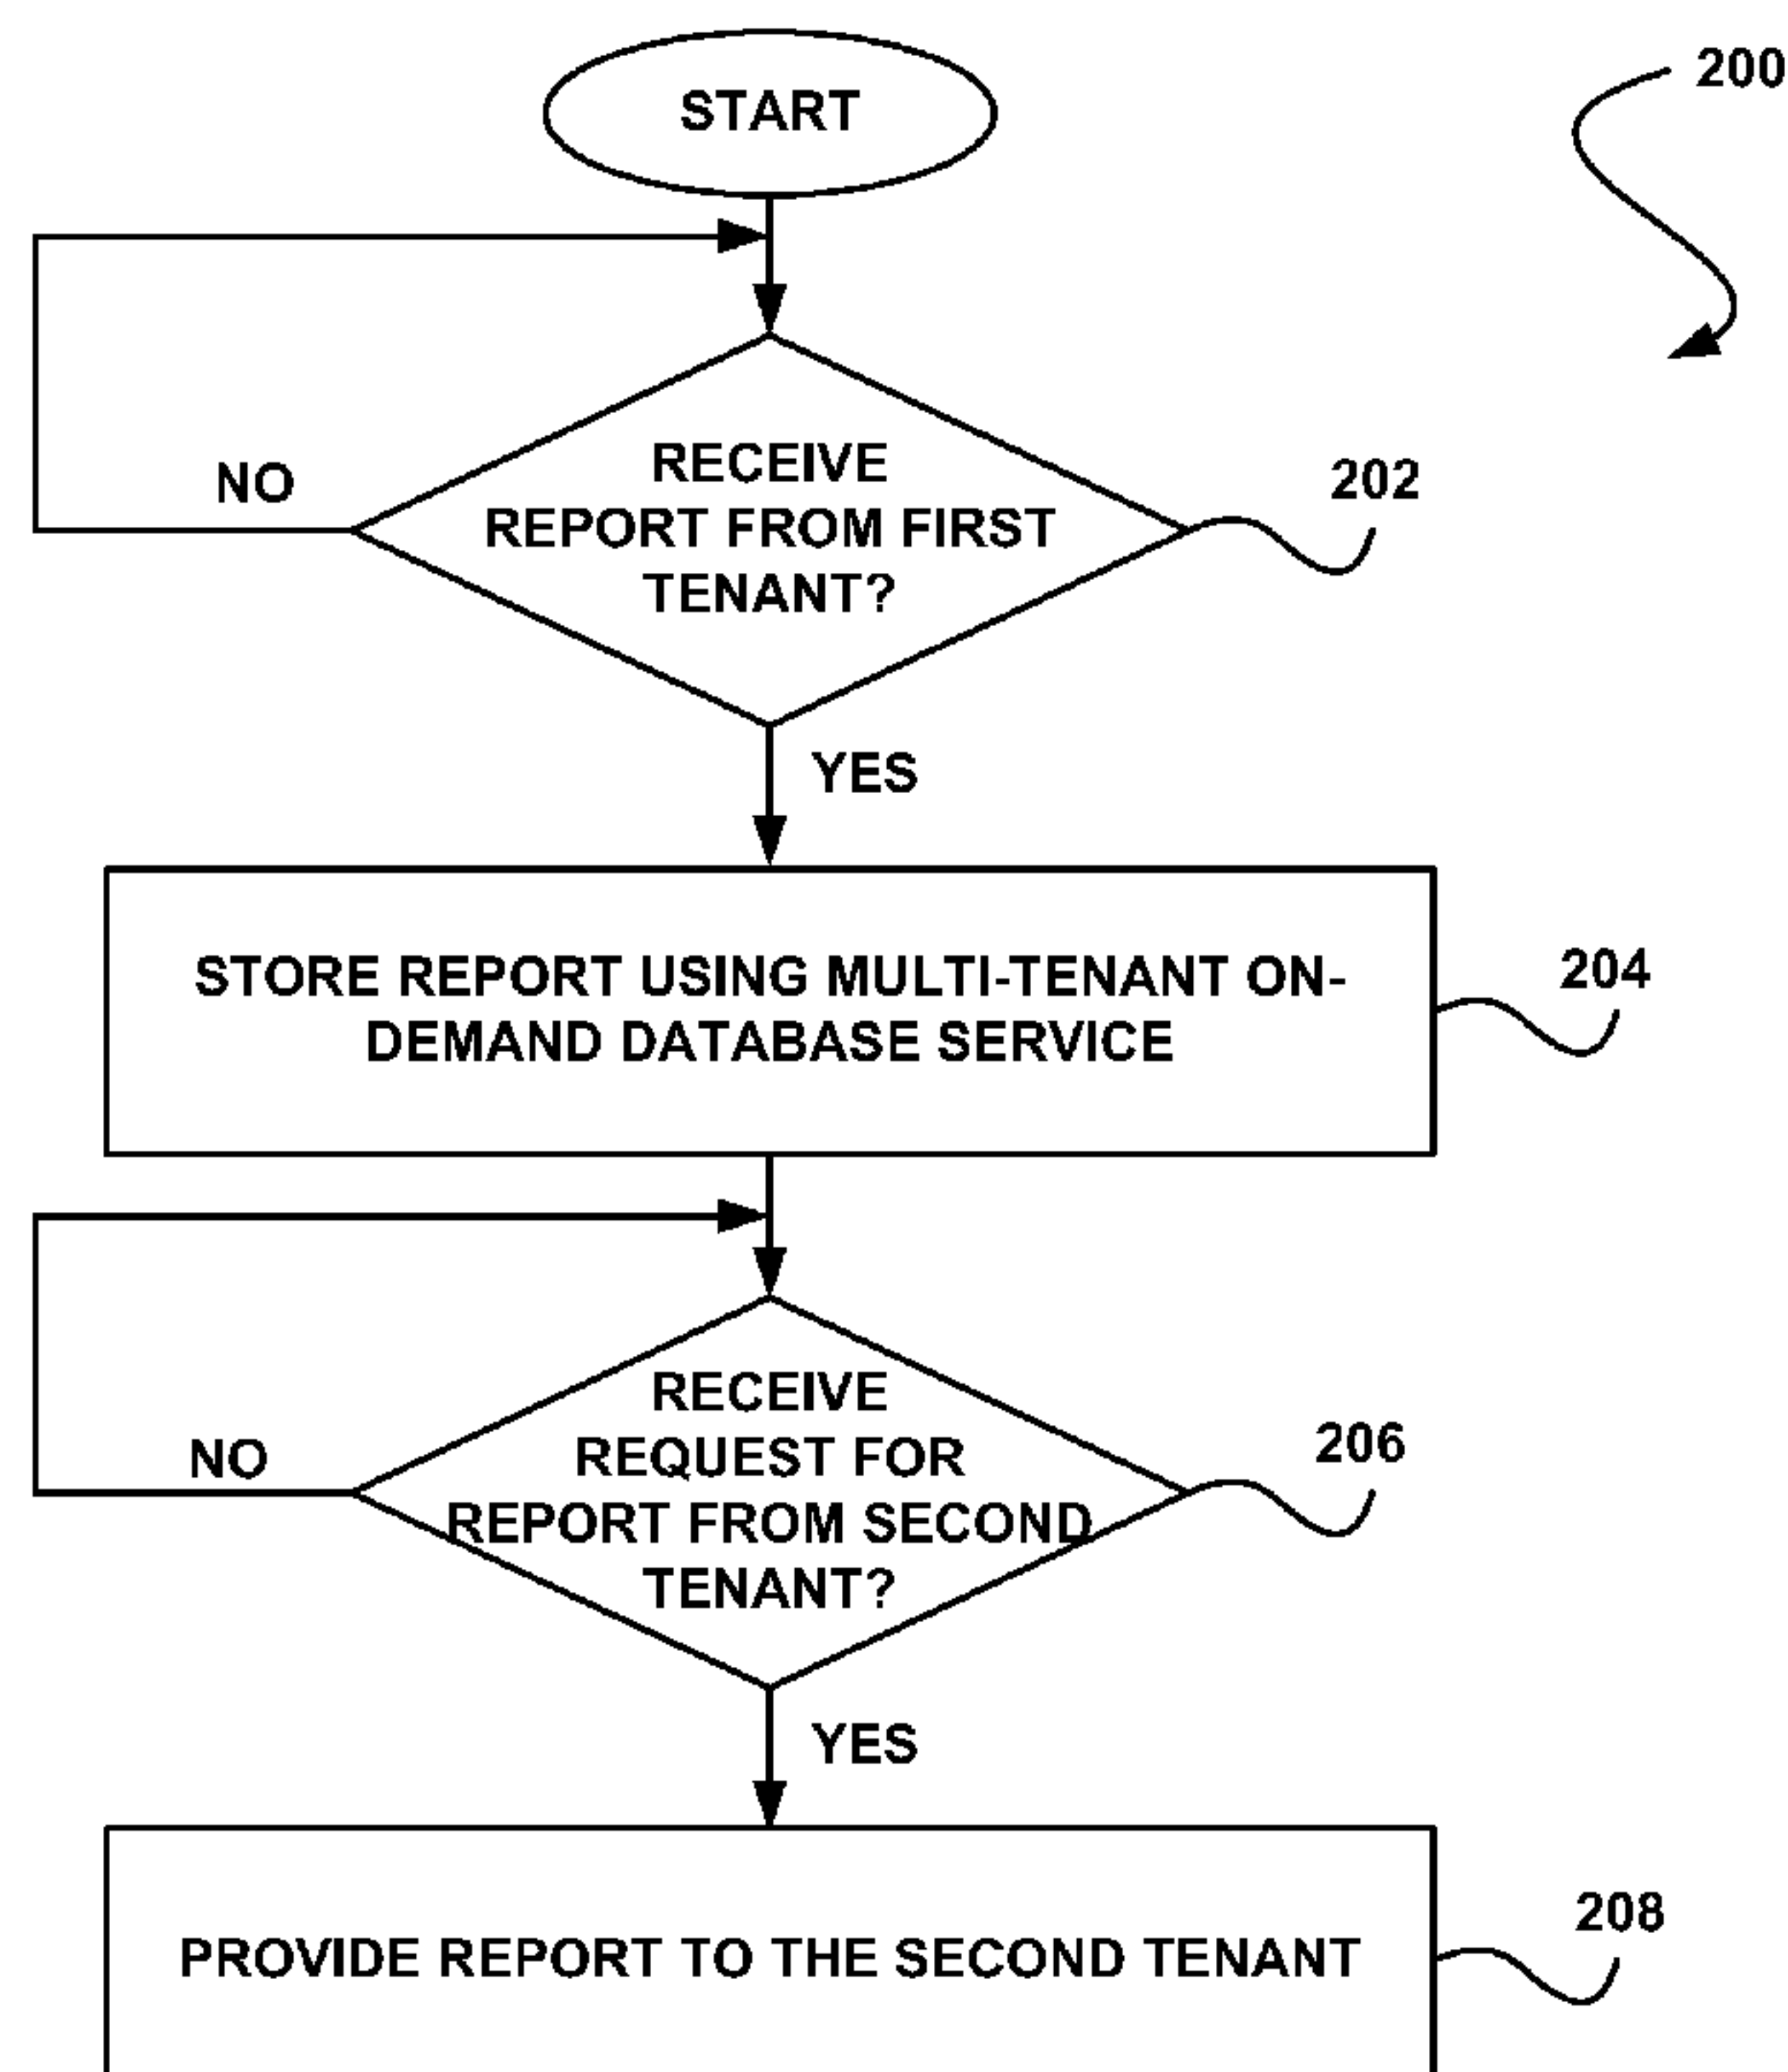 START
200
RECEIVE
REPORT FROM FIRST
TENANT?
202
NO
YES
STORE REPORT USING MULTI-TENANT ON-
DEMAND DATABASE SERVICE
204
RECEIVE
REQUEST FOR
REPORT FROM SECOND
TENANT?
206
NO
YES
PROVIDE REPORT TO THE SECOND TENANT
208